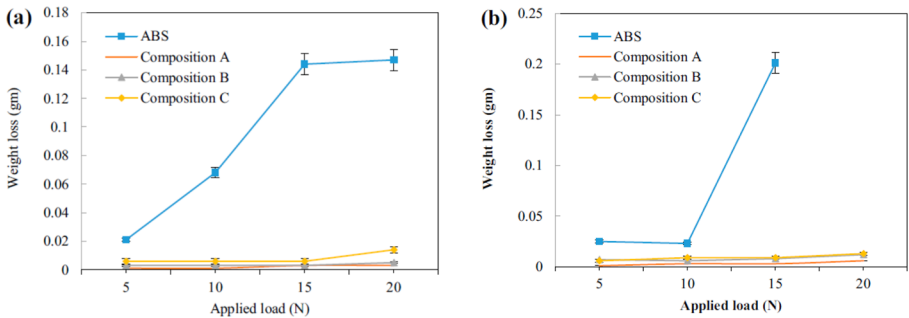 (a)
0.18
0.16
0.14
0.12
0.1
0.08
0.06
0.04
0.02
0
Weight loss (gm)
ABS
Composition A
Composition B
Composition C
5 10 15 20
Applied load (N)
(b)
0.25
0.2
0.15
0.1
0.05
0
Weight loss (gm)
ABS
Composition A
Composition B
Composition C
5 10 15 20
Applied load (N)